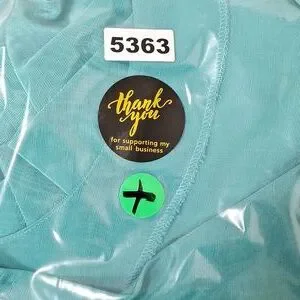 5363
thank
you
for supporting my
small business